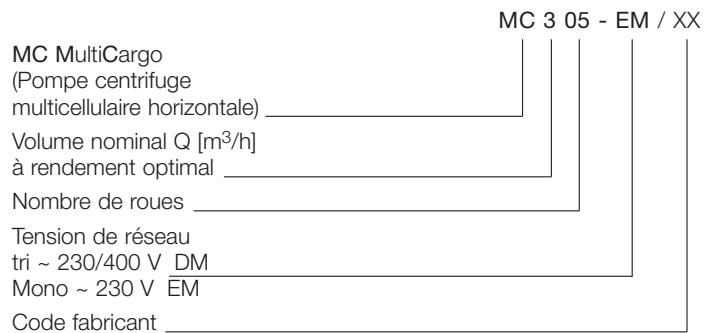 MC 3 05 - EM / XX
MC MultiCargo
(Pompe centrifuge
multicellulaire horizontale)
Volume nominal Q [m³/h]
à rendement optimal
Nombre de roues
Tension de réseau
tri ~ 230/400 V DM
Mono ~ 230 V EM
Code fabricant